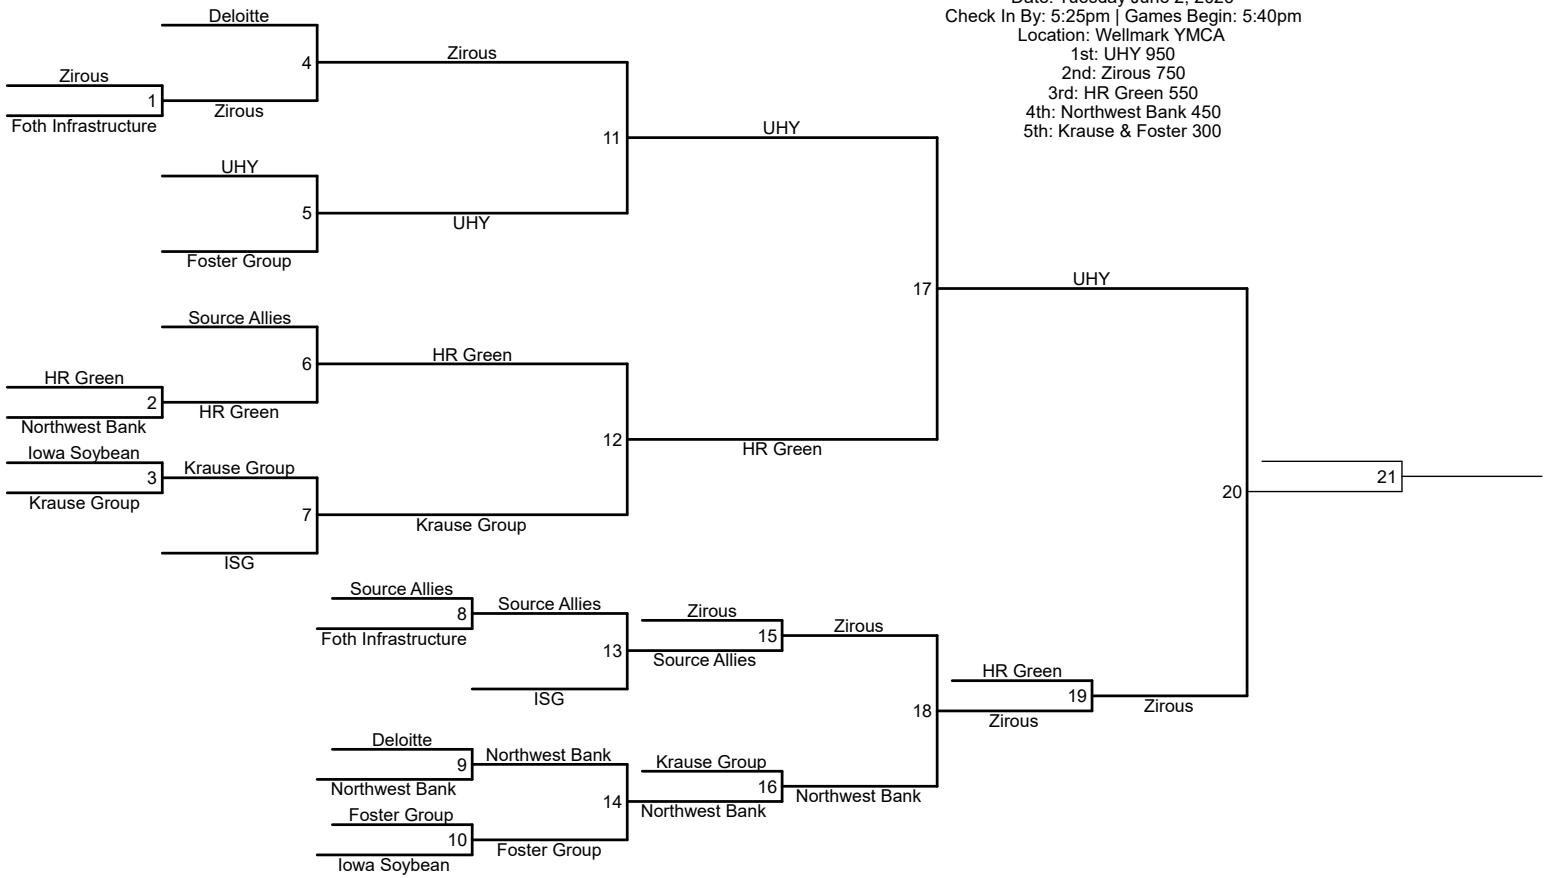 Deloitte
Zirous
Foth Infrastructure
1
Zirous
4
Zirous
UHY
Foster Group
5
UHY
11
UHY
Source Allies
HR Green
Northwest Bank
2
HR Green
6
HR Green
Iowa Soybean
Krause Group
3
Krause Group
ISG
7
Krause Group
12
HR Green
17
UHY
Source Allies
Foth Infrastructure
8
Source Allies
ISG
13
Zirous
Source Allies
15
Zirous
Deloitte
Northwest Bank
9
Northwest Bank
Foster Group
Iowa Soybean
10
Foster Group
14
Krause Group
Northwest Bank
16
Northwest Bank
18
HR Green
Zirous
19
Zirous
20
21
Check In By: 5:25pm | Games Begin: 5:40pm
Location: Wellmark YMCA
1st: UHY 950
2nd: Zirous 750
3rd: HR Green 550
4th: Northwest Bank 450
5th: Krause & Foster 300